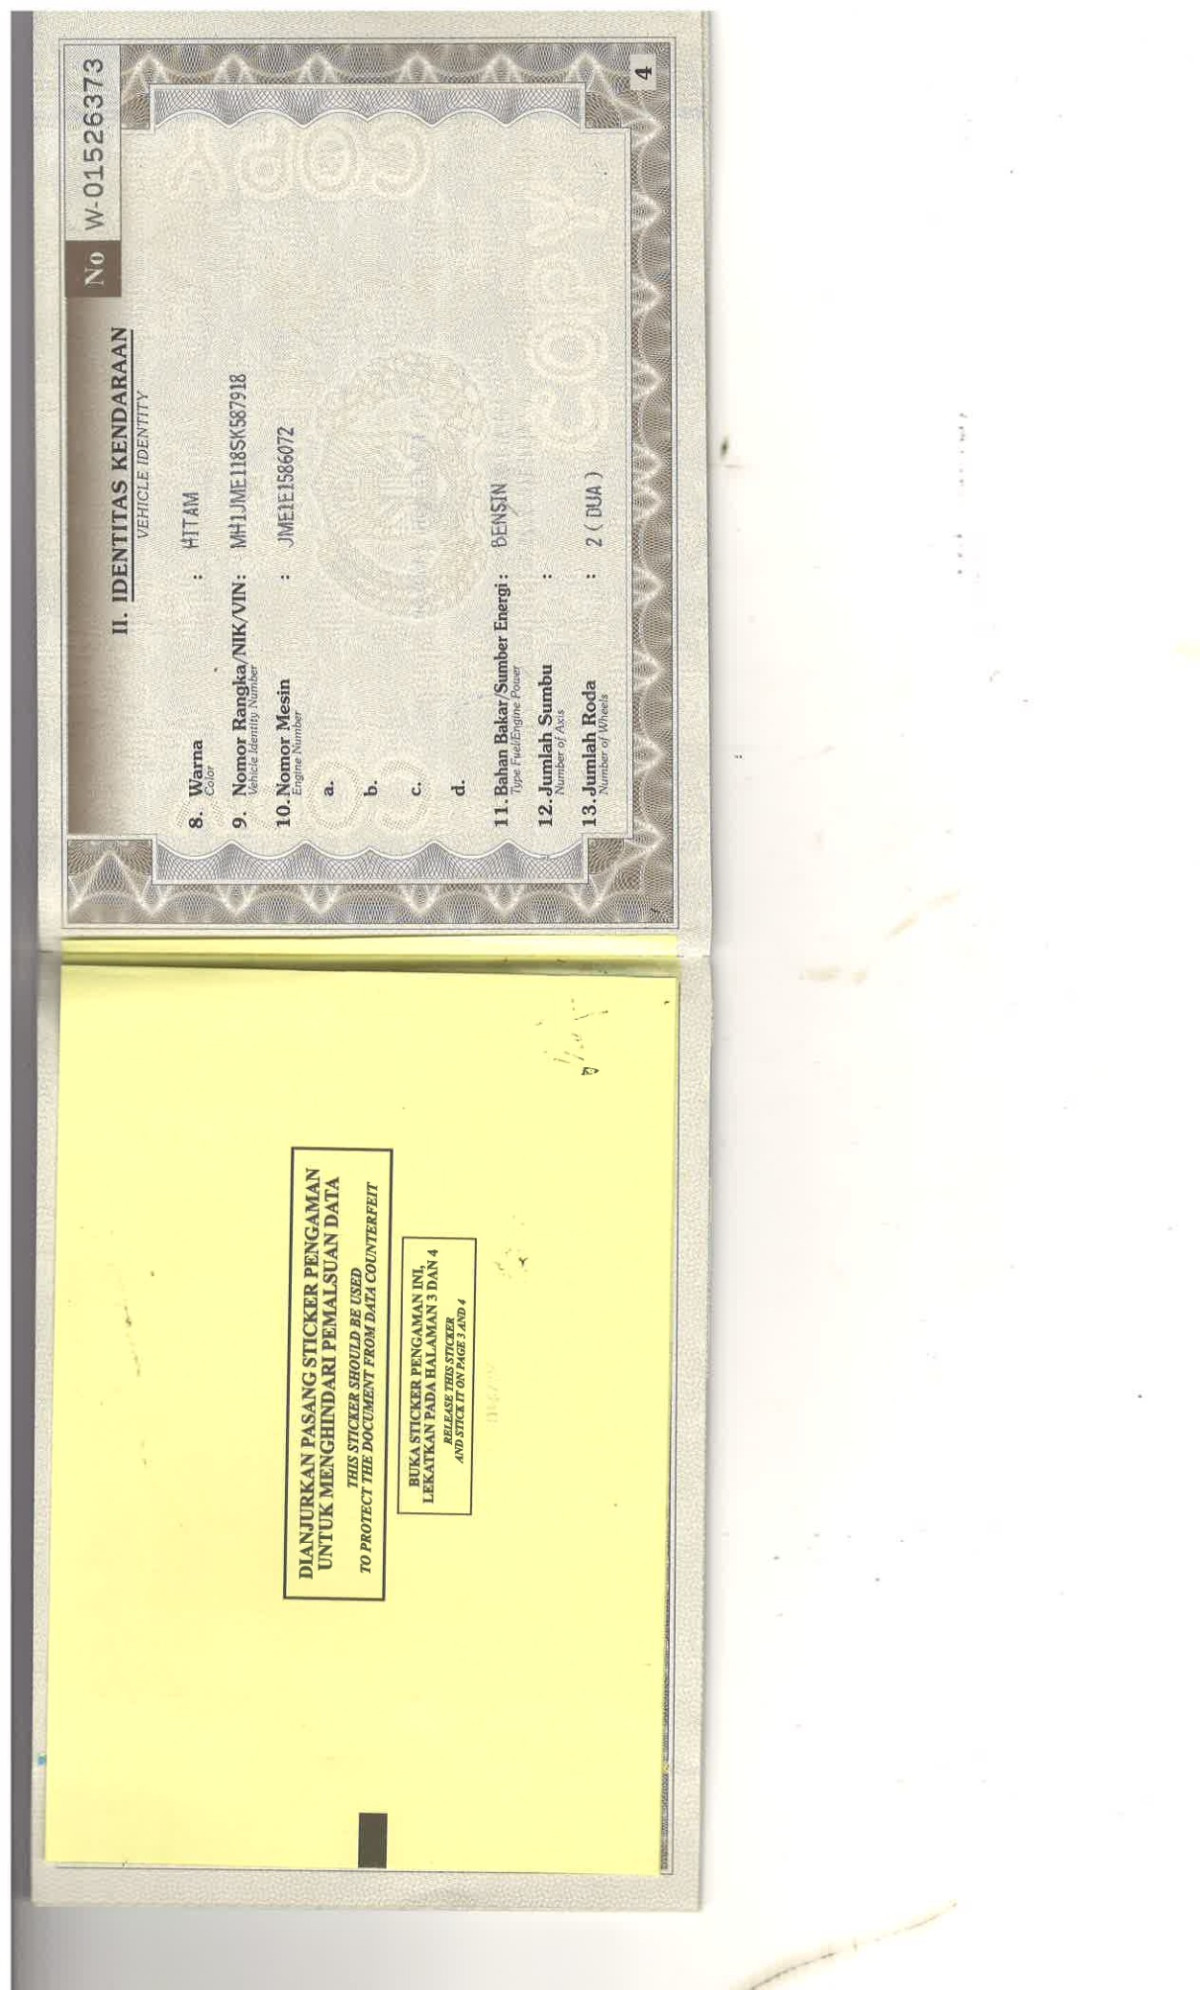 No W-01526373
II. IDENTITAS KENDARAAN
VEHICLE IDENTITY
8. Warna : HITAM
Color
9. Nomor Rangka/NIK/VIN: MH1JME118SK587918
Vehicle Identity Number
10. Nomor Mesin : JME1E1586072
Engine Number
a.
b.
c.
d.
11. Bahan Bakar/Sumber Energi : BENSIN
Type Fuel/Engine Power
12. Jumlah Sumbu :
Number of Axis
13. Jumlah Roda : 2 ( DUA )
Number of Wheels
4
COPY
COPY
DIANJURKAN PASANG STICKER PENGAMAN
UNTUK MENGHINDARI PEMALSUAN DATA
THIS STICKER SHOULD BE USED
TO PROTECT THE DOCUMENT FROM DATA COUNTERFEIT
BUKA STICKER PENGAMAN INI,
LEKATKAN PADA HALAMAN 3 DAN 4
RELEASE THIS STICKER
AND STICK IT ON PAGE 3 AND 4